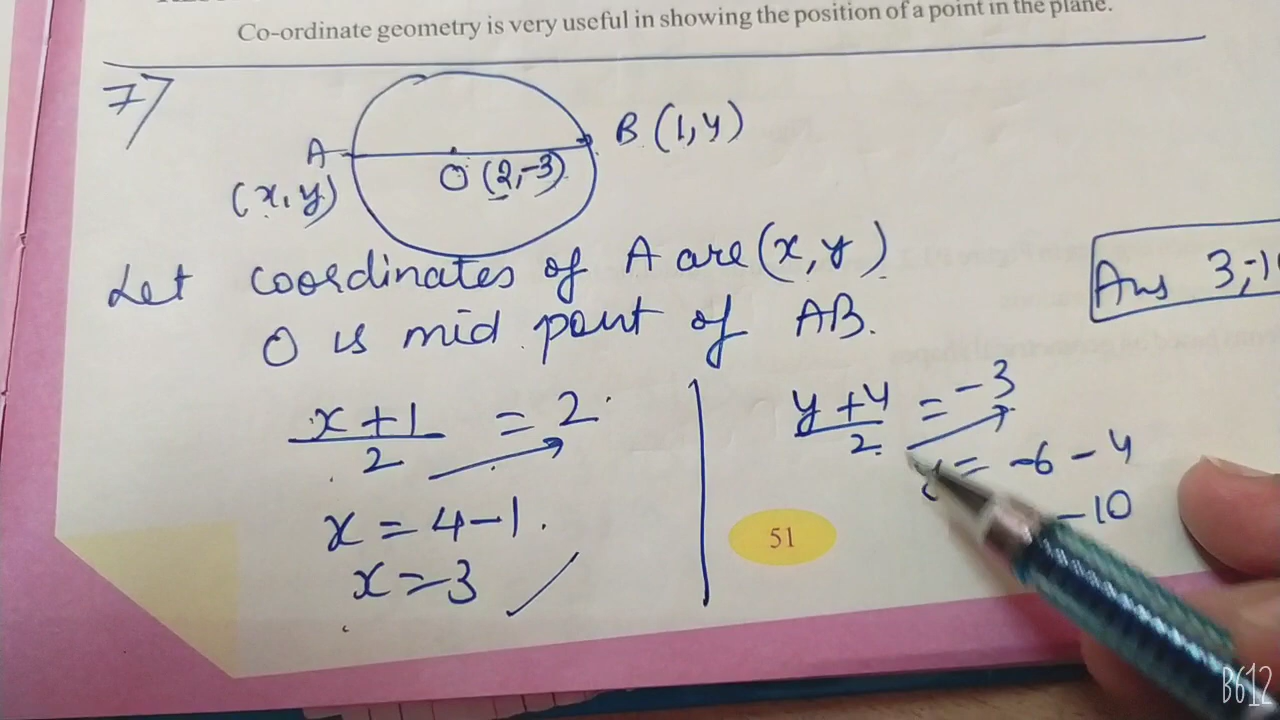 Co-ordinate geometry is very useful in showing the position of a point in the plane.
7)
A
(x, y)
O (2,-3)
B (1, 4)
Let coordinates of A are (x, y)
O is mid point of AB.
x+1 / 2 = 2
x = 4-1.
x = 3
y+4 / 2 = -3
y = -6 - 4
-10
Ans 3,-1
51
B612